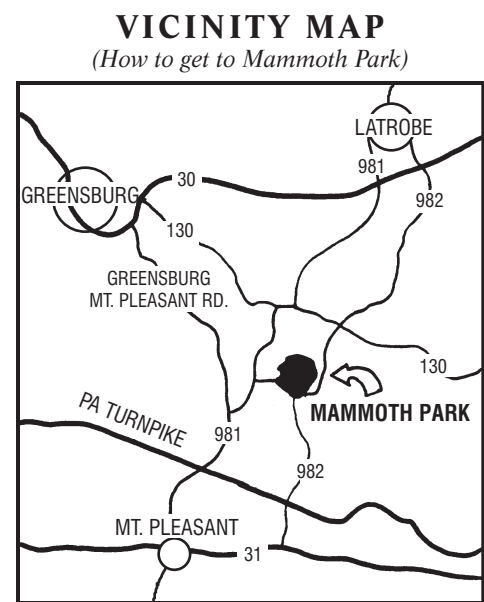 VICINITY MAP
(How to get to Mammoth Park)
LATROBE
981
30
GREENSBURG
982
130
GREENSBURG
MT. PLEASANT RD.
130
MAMMOTH PARK
PA TURNPIKE
981
982
MT. PLEASANT
31